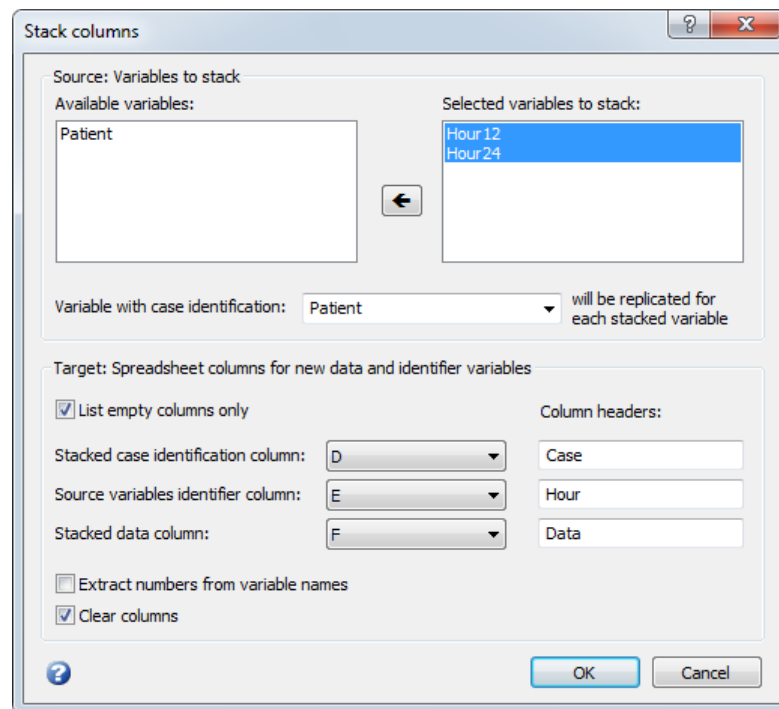 Stack columns
Source: Variables to stack
Available variables:
Selected variables to stack:
Patient
Hour12
Hour24
Variable with case identification:
Patient
will be replicated for
each stacked variable
Target: Spreadsheet columns for new data and identifier variables
List empty columns only
Column headers:
Stacked case identification column:
D
Case
Source variables identifier column:
E
Hour
Stacked data column:
F
Data
Extract numbers from variable names
Clear columns
OK
Cancel